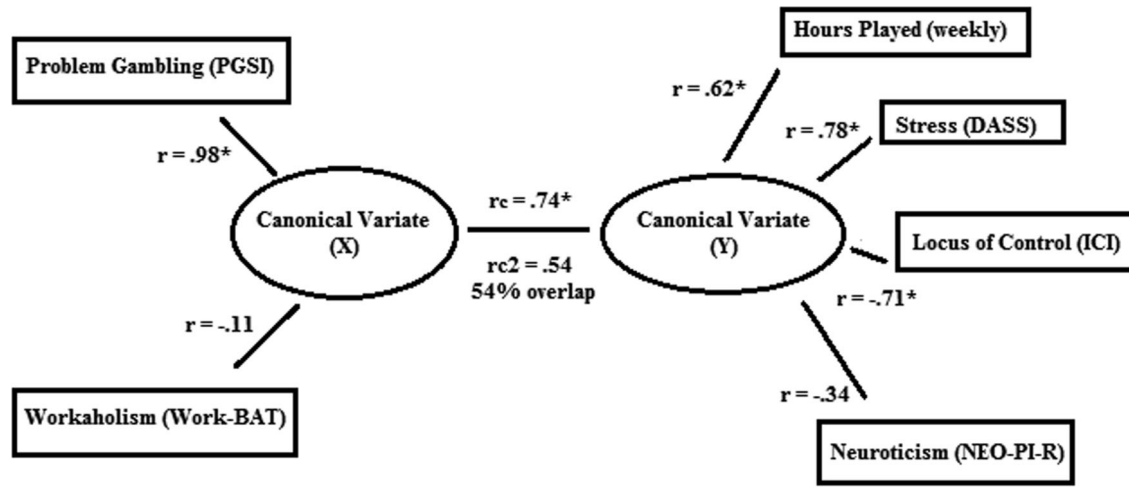 Problem Gambling (PGSI)
r = .98*
Canonical Variate
(X)
r = -.11
Workaholism (Work-BAT)
rc = .74*
rc2 = .54
54% overlap
Hours Played (weekly)
r = .62*
Stress (DASS)
r = .78*
Canonical Variate
(Y)
Locus of Control (ICI)
r = -.71*
r = -.34
Neuroticism (NEO-PI-R)